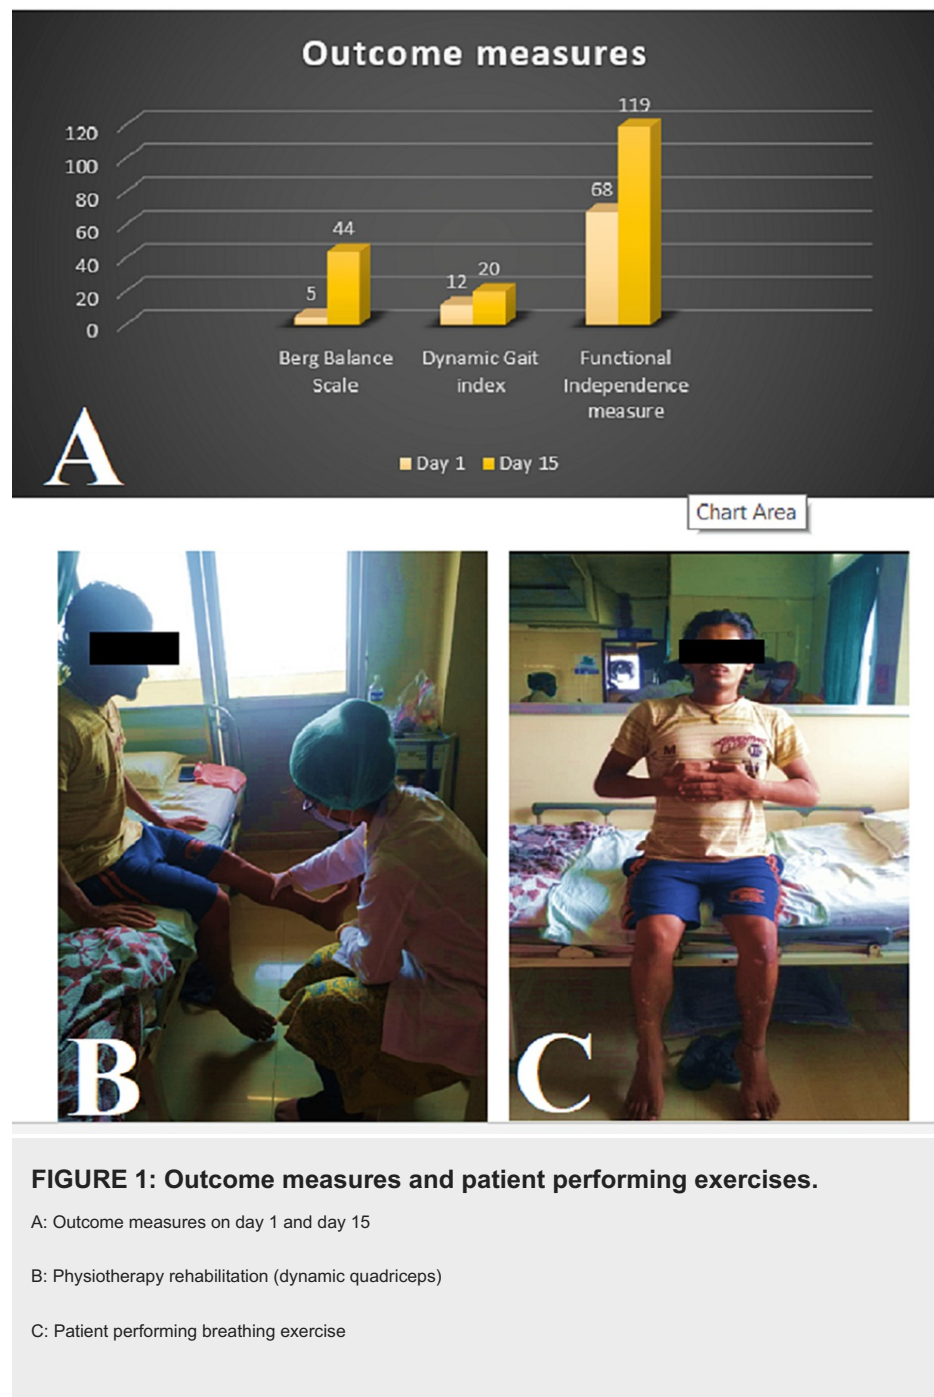 Outcome measures
120
100
80
60
40
20
0
5
44
12
20
68
119
Berg Balance
Scale
Dynamic Gait
index
Functional
Independence
measure
Day 1
Day 15
A
Chart Area
B
C
FIGURE 1: Outcome measures and patient performing exercises.
A: Outcome measures on day 1 and day 15
B: Physiotherapy rehabilitation (dynamic quadriceps)
C: Patient performing breathing exercise